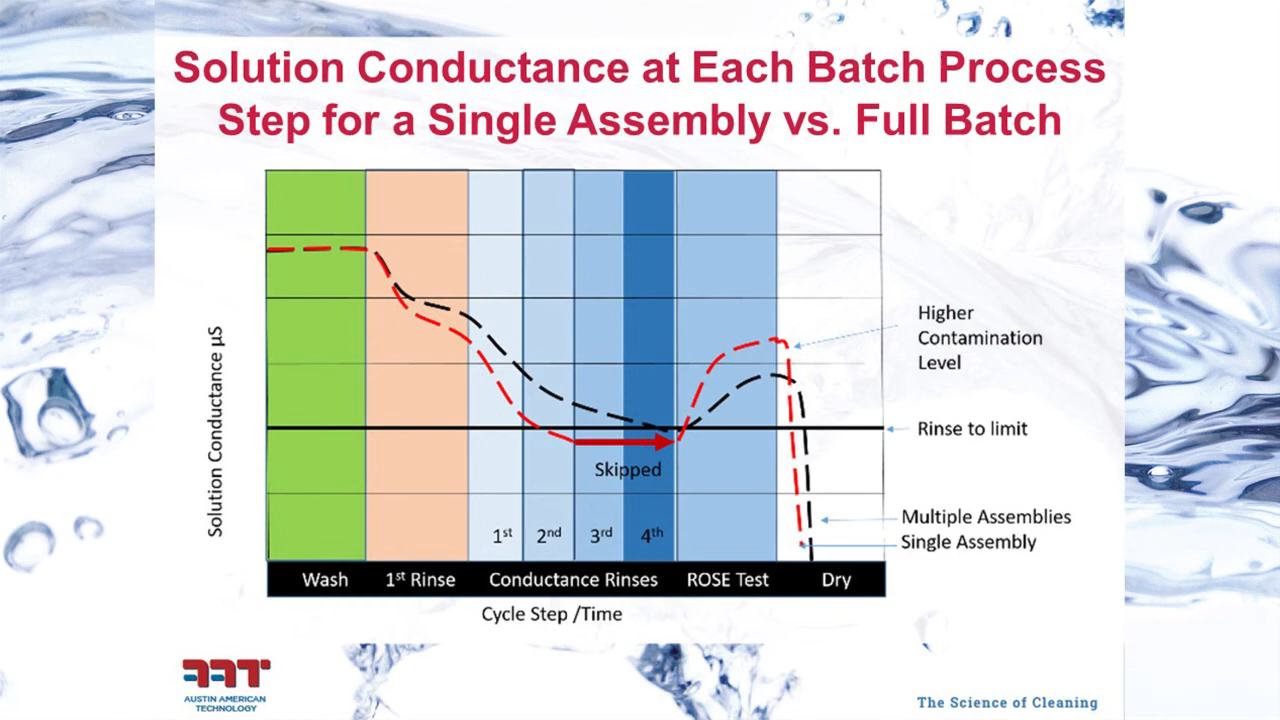 Solution Conductance at Each Batch Process
Step for a Single Assembly vs. Full Batch
Solution Conductance µS
Higher
Contamination
Level
Rinse to limit
Skipped
Multiple Assemblies
Single Assembly
1st 2nd 3rd 4th
Wash 1st Rinse Conductance Rinses ROSE Test Dry
Cycle Step /Time
AAT
AUSTIN AMERICAN
TECHNOLOGY
The Science of Cleaning